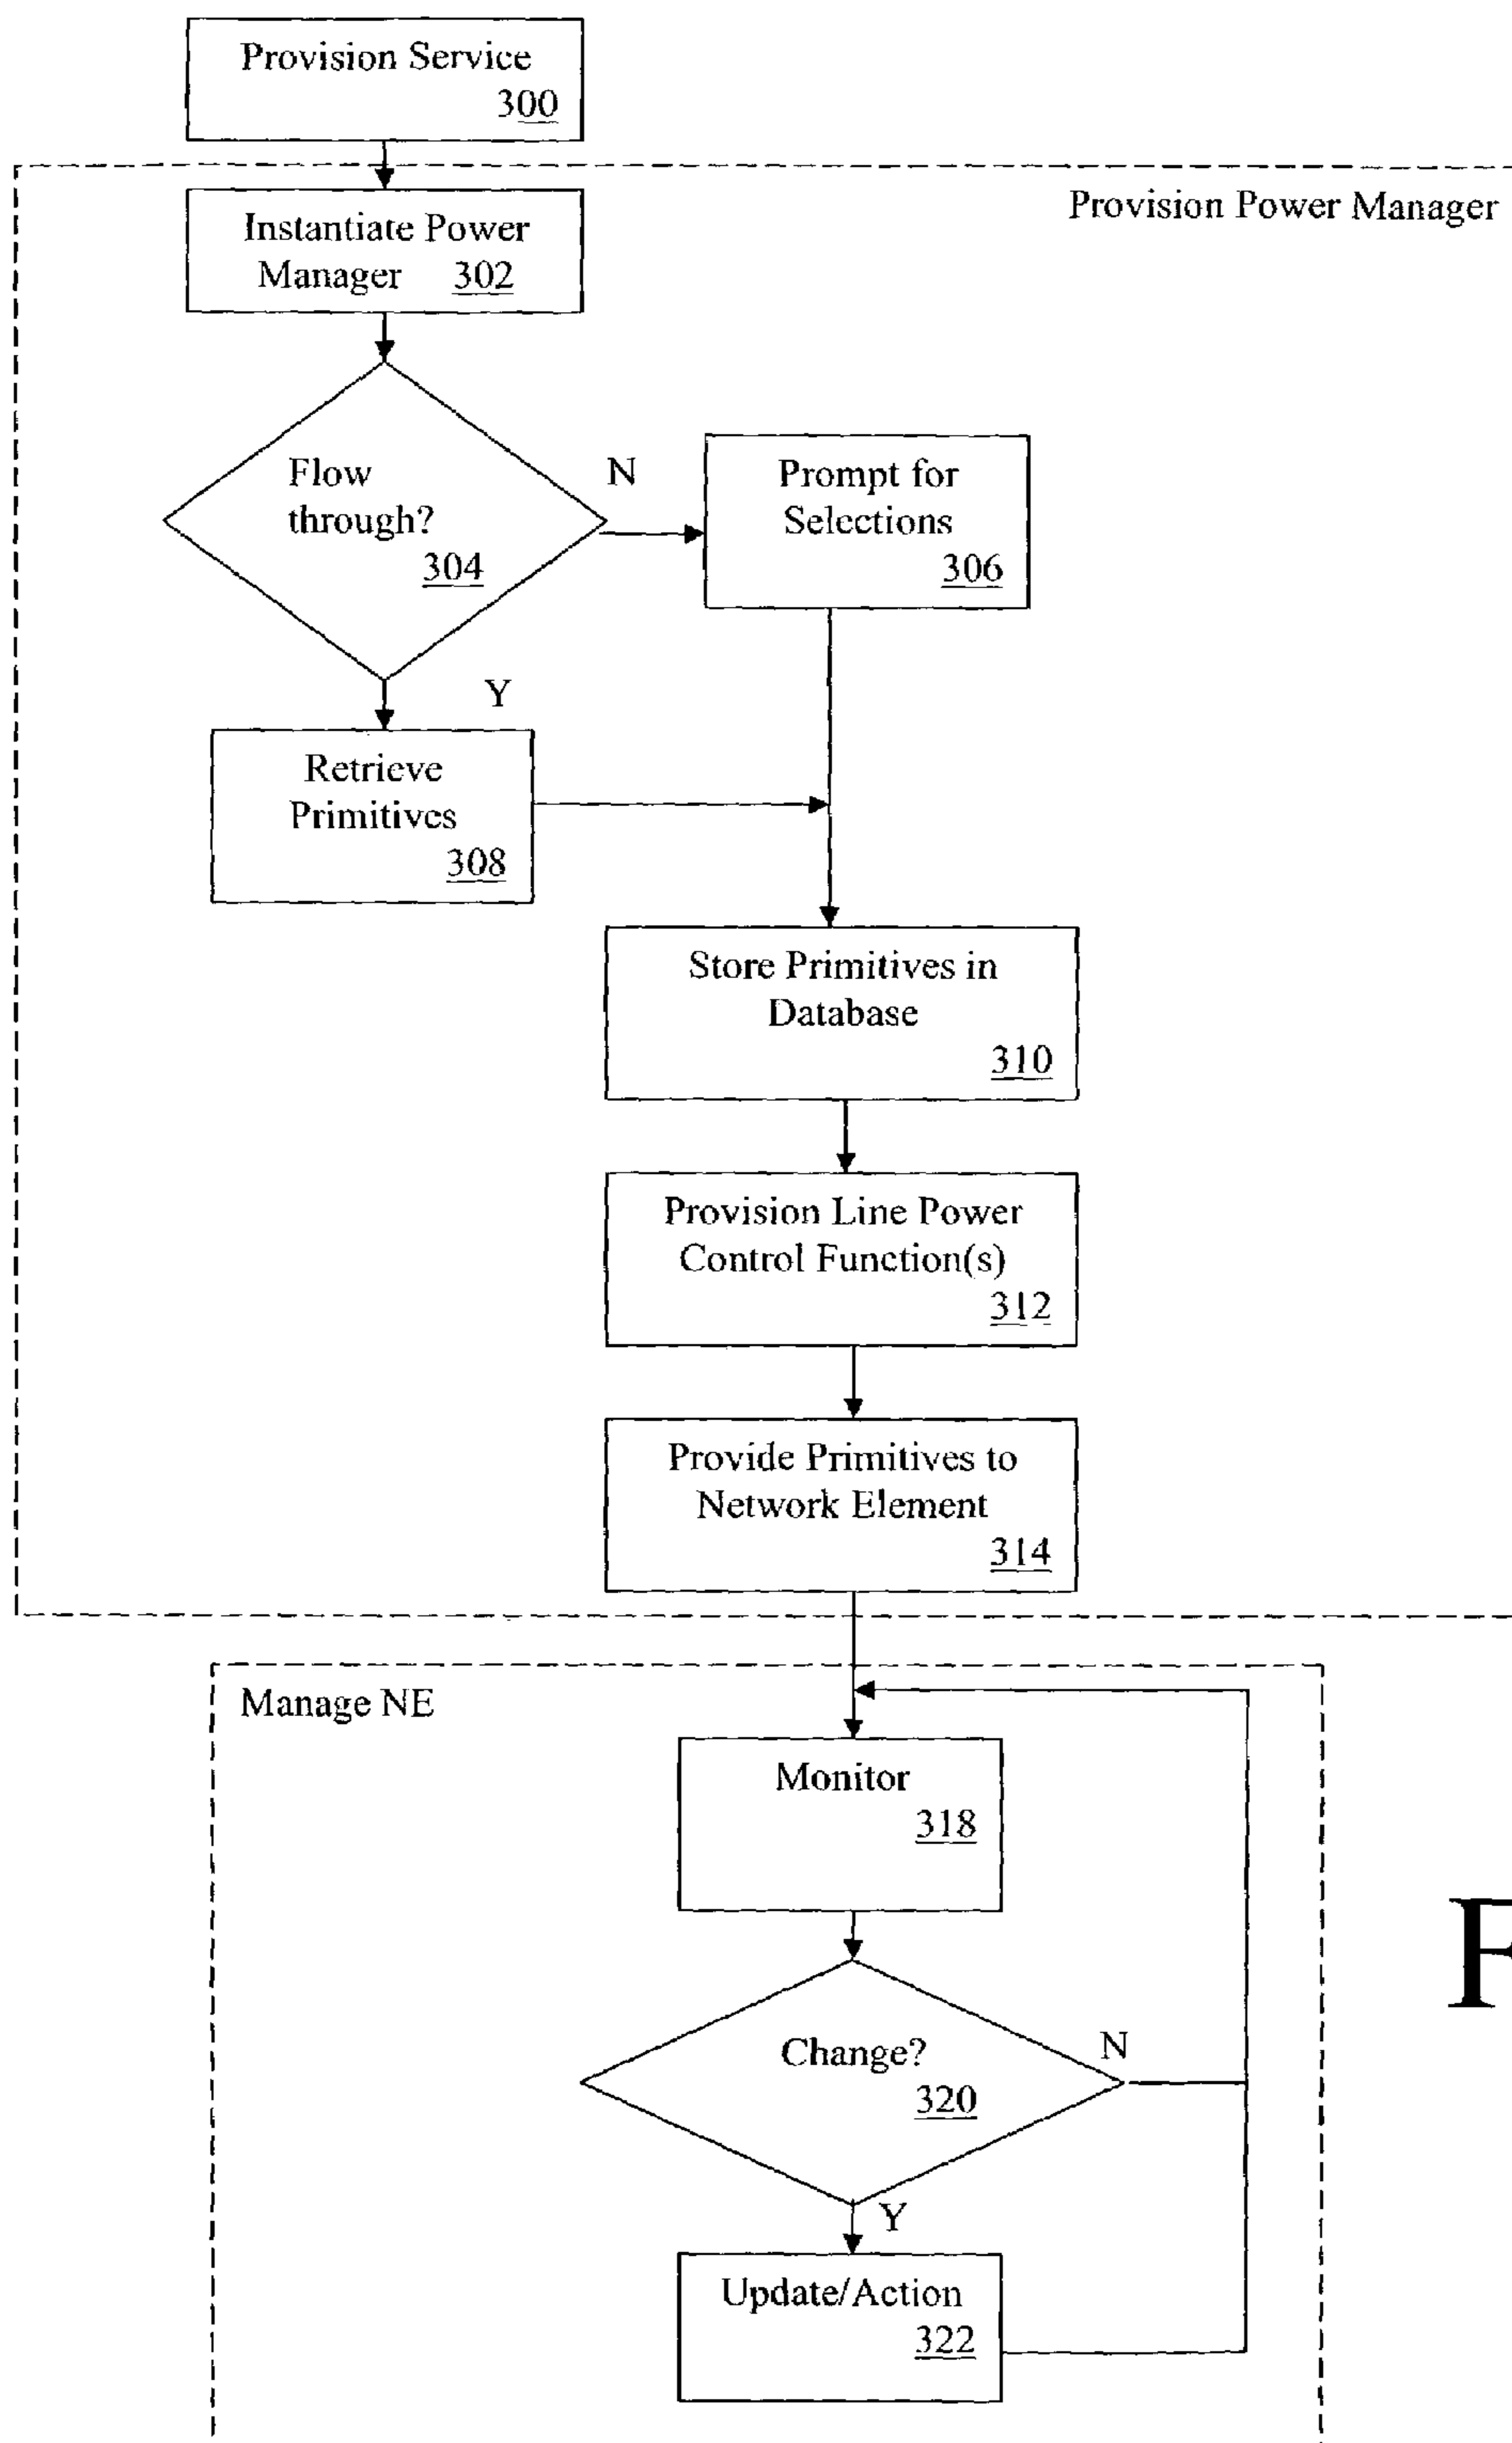 Provision Service
300
Provision Power Manager
Instantiate Power
Manager 302
Flow
through?
304
N
Prompt for
Selections
306
Y
Retrieve
Primitives
308
Store Primitives in
Database
310
Provision Line Power
Control Function(s)
312
Provide Primitives to
Network Element
314
Manage NE
Monitor
318
F
Change?
320
N
Y
Update/Action
322